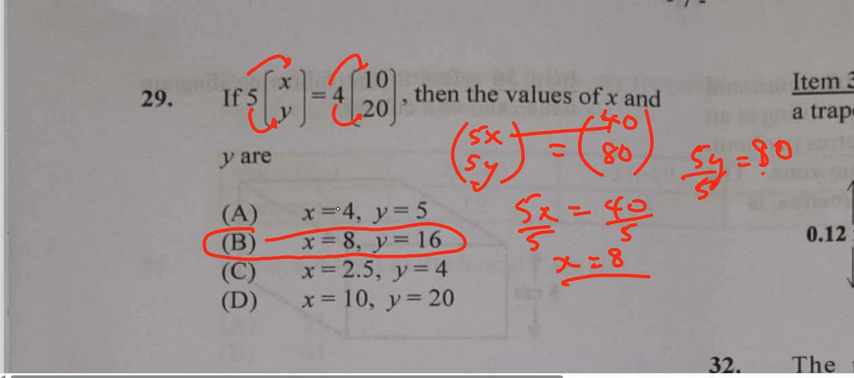 29. If 5 [x y] = 4 [10 20], then the values of x and
y are
(A) x = 4, y = 5
(B) x = 8, y = 16
(C) x = 2.5, y = 4
(D) x = 10, y = 20
(5x 5y) = (40 80)
5x/5 = 40/5
x = 8
5y/5 = 80
Item 3
a trap
0.12
32. The